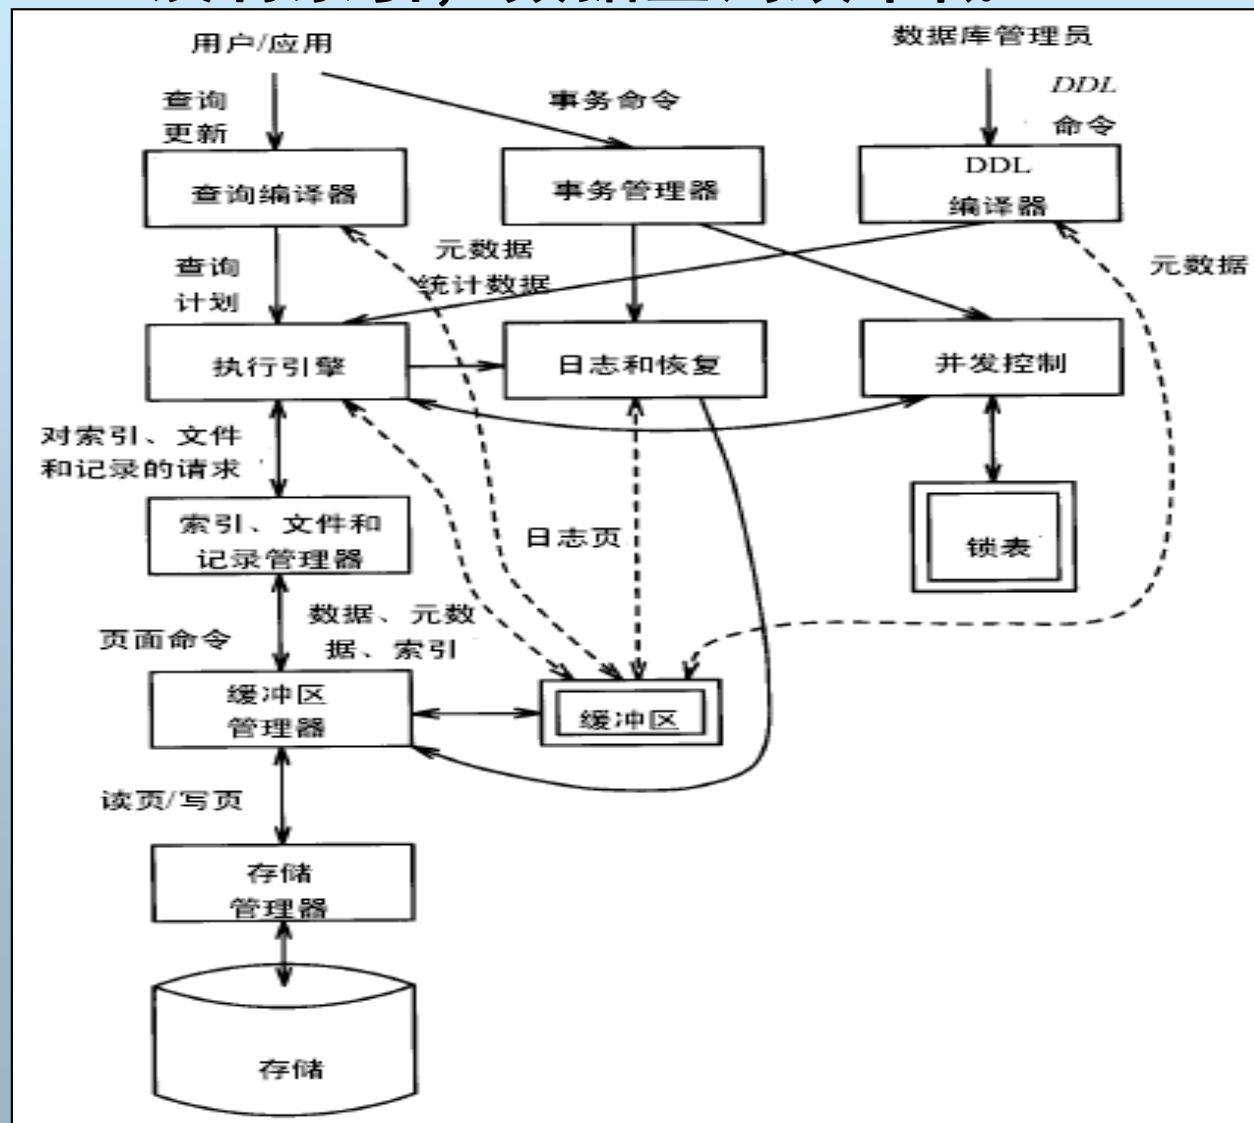 用户/应用
数据库管理员
查询
更新
事务命令
DDL
命令
查询编译器
事务管理器
DDL
编译器
查询
计划
元数据
统计数据
元数据
执行引擎
日志和恢复
并发控制
对索引、文件
和记录的请求
索引、文件和
记录管理器
日志页
锁表
页面命令
数据、元数
据、索引
缓冲区
管理器
缓冲区
读页/写页
存储
管理器
存储